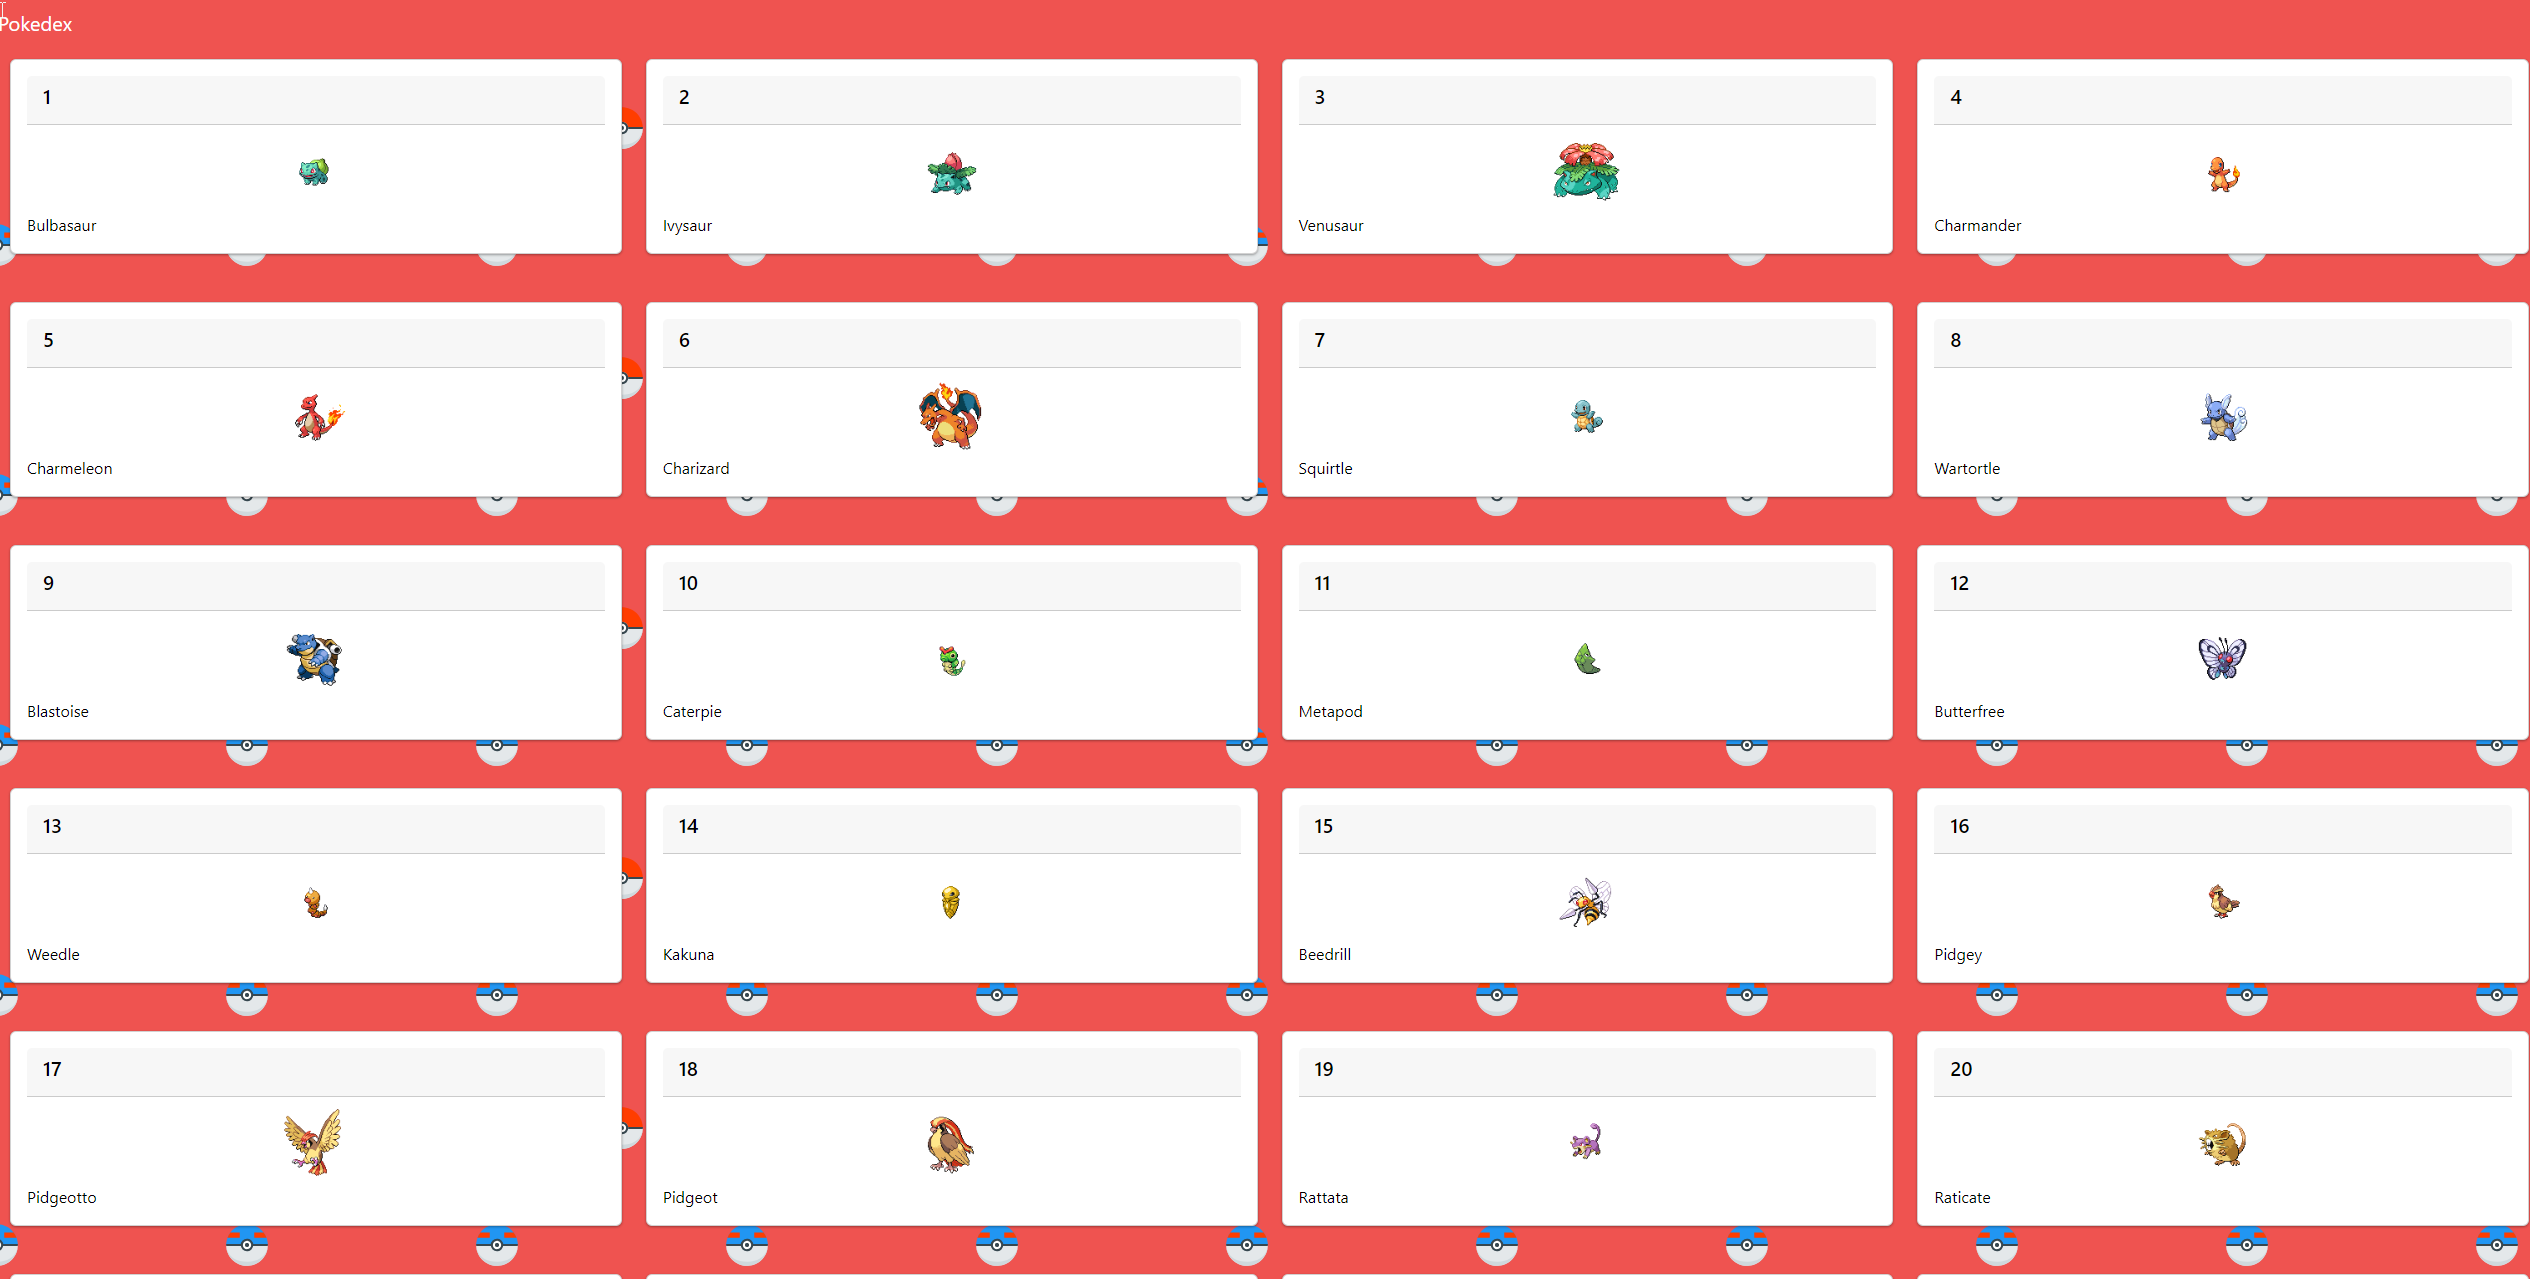 Pokedex
1
2
3
4
Bulbasaur
Ivysaur
Venusaur
Charmander
5
6
7
8
Charmeleon
Charizard
Squirtle
Wartortle
9
10
11
12
Blastoise
Caterpie
Metapod
Butterfree
13
14
15
16
Weedle
Kakuna
Beedrill
Pidgey
17
18
19
20
Pidgeotto
Pidgeot
Rattata
Raticate